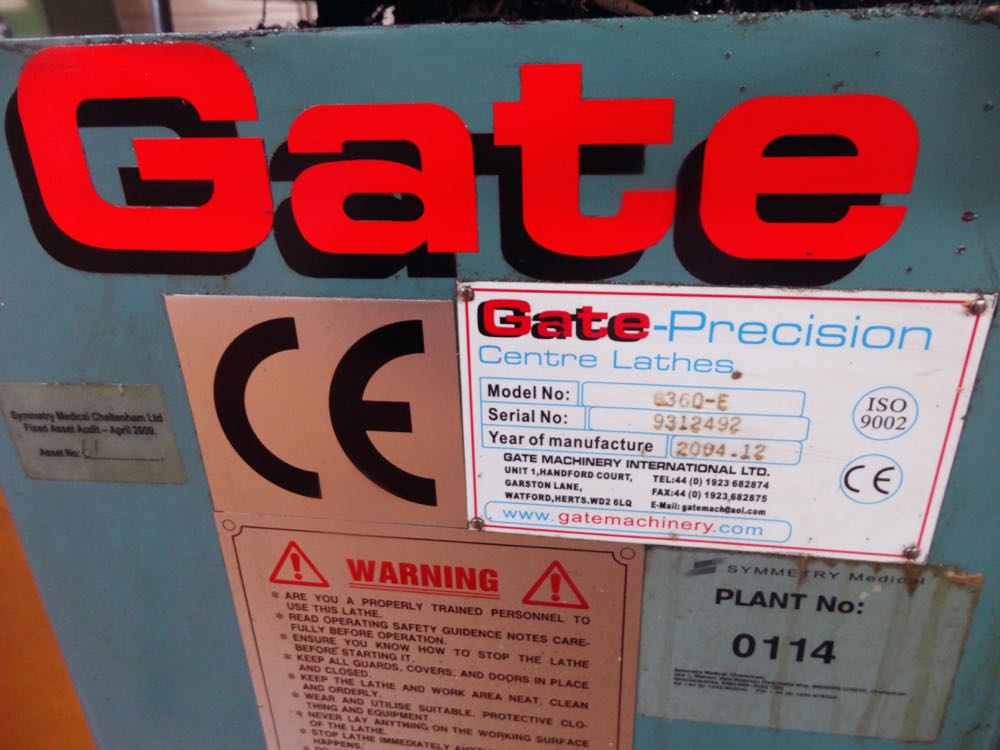 Gate
CE
Gate-Precision
Centre Lathes
Model No: G360-E
Serial No: 9312492
Year of manufacture 2004.12
GATE MACHINERY INTERNATIONAL LTD.
UNIT 1,HANDFORD COURT,
GARSTON LANE,
WATFORD,HERTS.WD2 6LQ
TEL:44 (0) 1923 682874
FAX:44 (0) 1923 682875
E-Mail: gatemach@aol.com
www.gatemachinery.com
ISO
9002
CE
Symmetry Medical Cheltenham Ltd
Fixed Asset Audit – April 2009.
Asset No: 61
WARNING
* ARE YOU A PROPERLY TRAINED PERSONNEL TO
USE THIS LATHE.
* READ OPERATING SAFETY GUIDENCE NOTES CARE-
FULLY BEFORE OPERATION.
* ENSURE YOU KNOW HOW TO STOP THE LATHE
BEFORE STARTING IT.
* KEEP ALL GUARDS, COVERS, AND DOORS IN PLACE
AND CLOSED.
* KEEP THE LATHE AND WORK AREA NEAT, CLEAN
AND ORDERLY.
* WEAR AND UTILISE SUITABLE. PROTECTIVE CLO-
THING AND EQUIPMENT.
* NEVER LAY ANYTHING ON THE WORKING SURFACE
OF THE LATHE.
* STOP LATHE IMMEDIATELY
HAPPENS.
SYMMETRY Medical
PLANT No:
0114